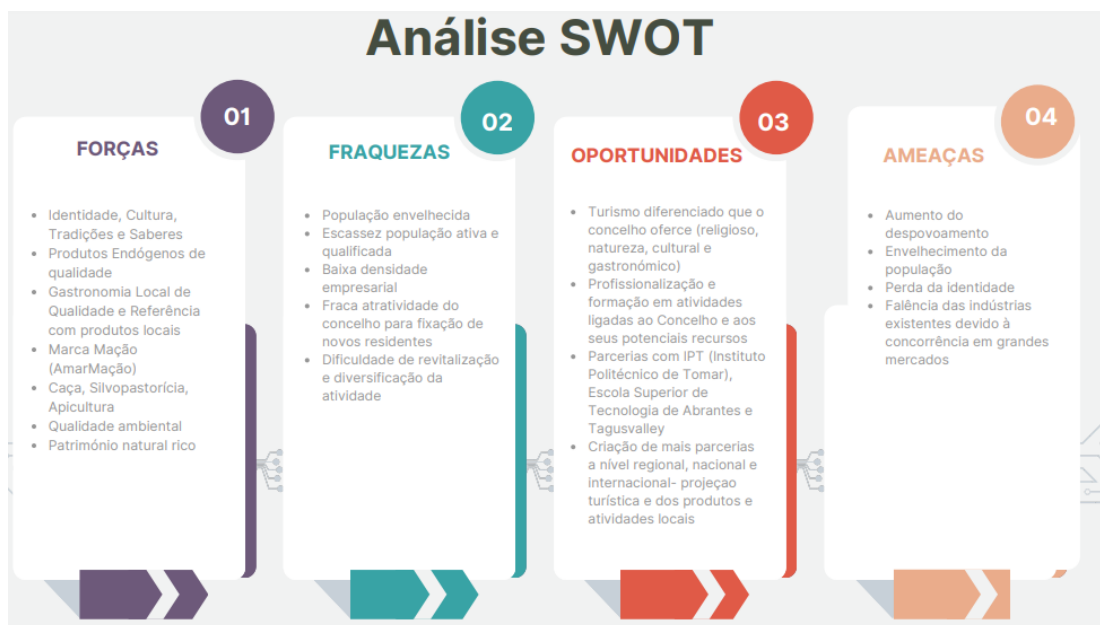 Análise SWOT
01
FORÇAS
• Identidade, Cultura,
Tradições e Saberes
• Produtos Endógenos de
qualidade
• Gastronomia Local de
Qualidade e Referência
com produtos locais
• Marca Mação
(AmarMação)
• Caça, Silvopastorícia,
Apicultura
• Qualidade ambiental
• Património natural rico
02
FRAQUEZAS
• População envelhecida
• Escassez população ativa e
qualificada
• Baixa densidade
empresarial
• Fraca atratividade do
concelho para fixação de
novos residentes
• Dificuldade de revitalização
e diversificação da
atividade
03
OPORTUNIDADES
• Turismo diferenciado que o
concelho oferce (religioso,
natureza, cultural e
gastronómico)
• Profissionalização e
formação em atividades
ligadas ao Concelho e aos
seus potenciais recursos
• Parcerias com IPT (Instituto
Politécnico de Tomar),
Escola Superior de
Tecnologia de Abrantes e
Tagusvalley
• Criação de mais parcerias
a nível regional, nacional e
internacional- projeçao
turística e dos produtos e
atividades locais
04
AMEAÇAS
• Aumento do
despovoamento
• Envelhecimento da
população
• Perda da identidade
• Falência das indústrias
existentes devido à
concorrência em grandes
mercados